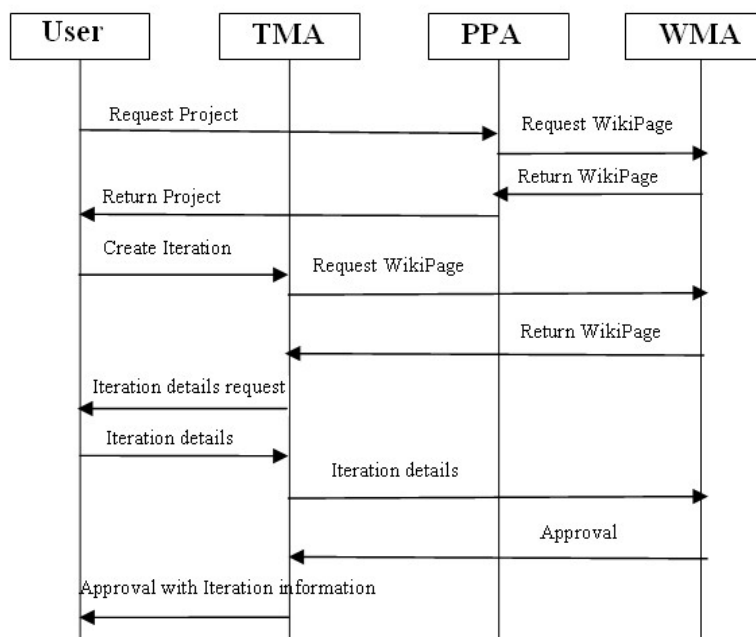 User
TMA
PPA
WMA
Request Project
Request WikiPage
Return WikiPage
Return Project
Create Iteration
Request WikiPage
Return WikiPage
Iteration details request
Iteration details
Iteration details
Approval
Approval with Iteration information